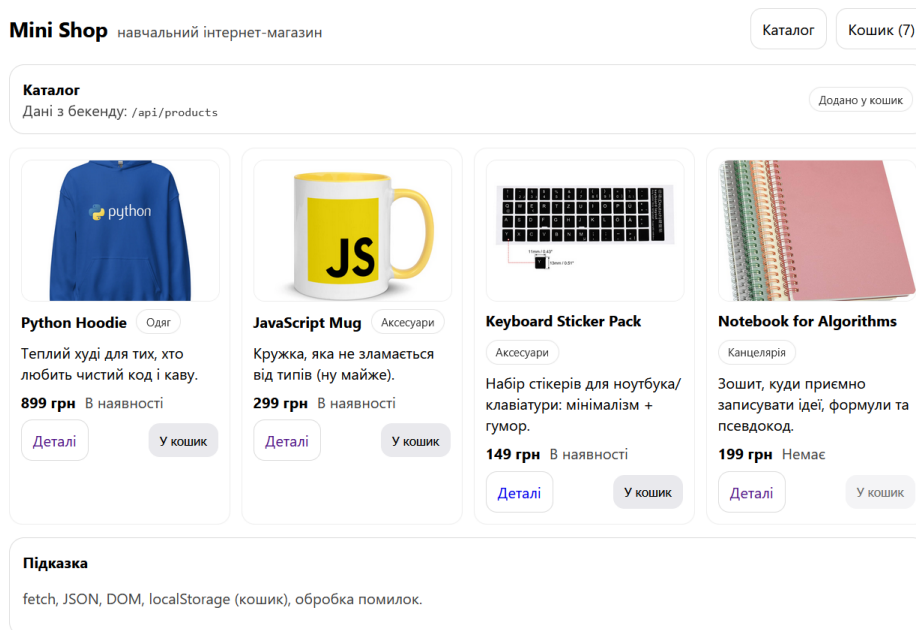 Mini Shop навчальний інтернет-магазин
Каталог
Кошик (7)
Каталог
Дані з бекенду: /api/products
Додано у кошик
python
Python Hoodie
Одяг
Теплий худі для тих, хто
любить чистий код і каву.
899 грн В наявності
Деталі
У кошик
JS
JavaScript Mug
Аксесуари
Кружка, яка не зламається
від типів (ну майже).
299 грн В наявності
Деталі
У кошик
Keyboard Sticker Pack
Аксесуари
Набір стікерів для ноутбука/
клавіатури: мінімалізм +
гумор.
149 грн В наявності
Деталі
У кошик
Notebook for Algorithms
Канцелярія
Зошит, куди приємно
записувати ідеї, формули та
псевдокод.
199 грн Немає
Деталі
У кошик
Підказка
fetch, JSON, DOM, localStorage (кошик), обробка помилок.